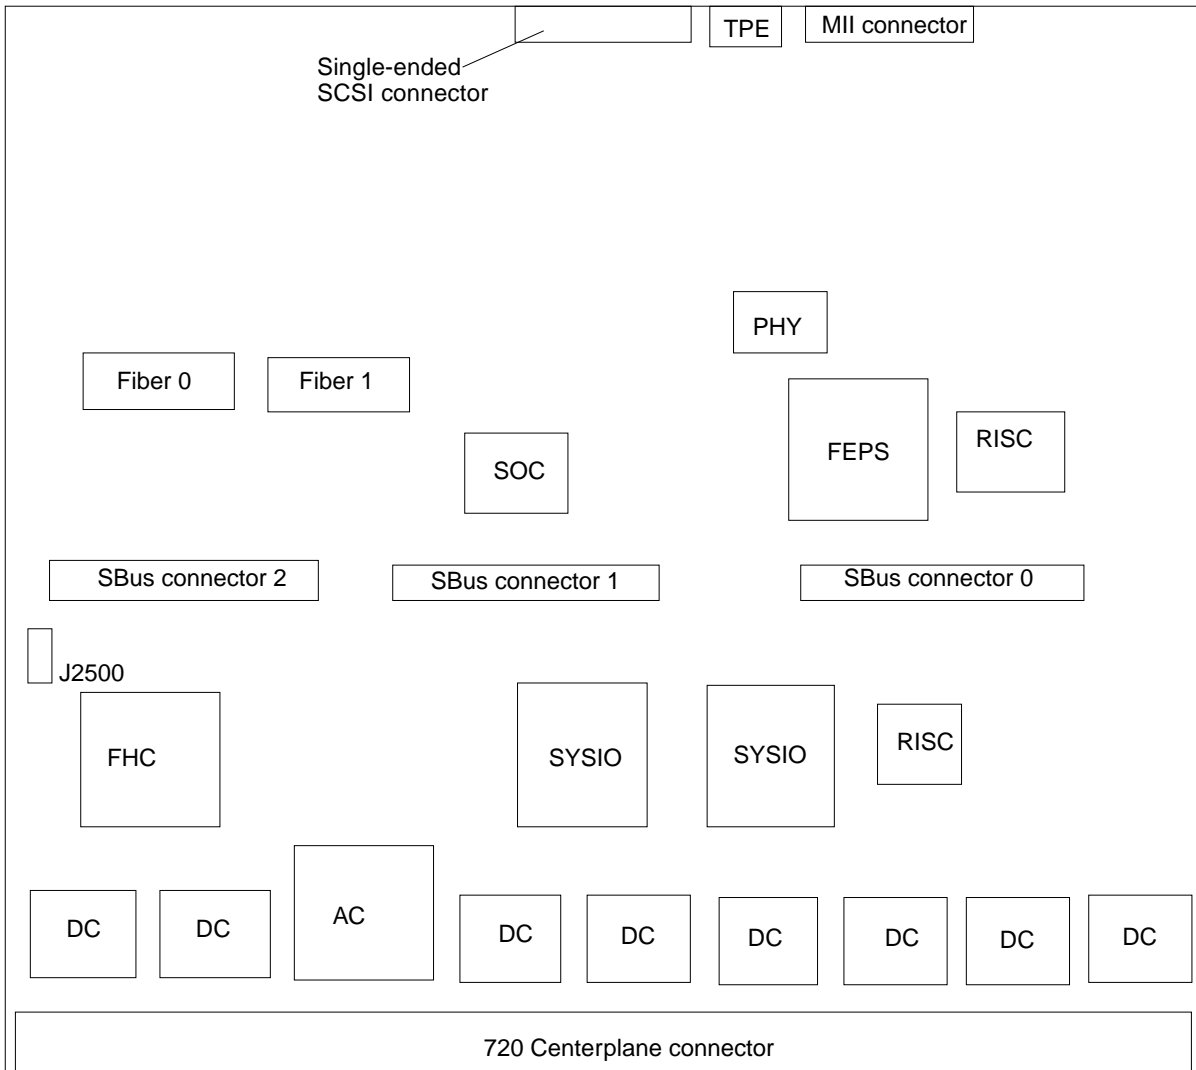 TPE
MII connector
Single-ended
SCSI connector
PHY
Fiber 0
Fiber 1
FEPS
RISC
SOC
SBus connector 2
SBus connector 1
SBus connector 0
J2500
FHC
SYSIO
SYSIO
RISC
DC
DC
AC
DC
DC
DC
DC
DC
DC
720 Centerplane connector